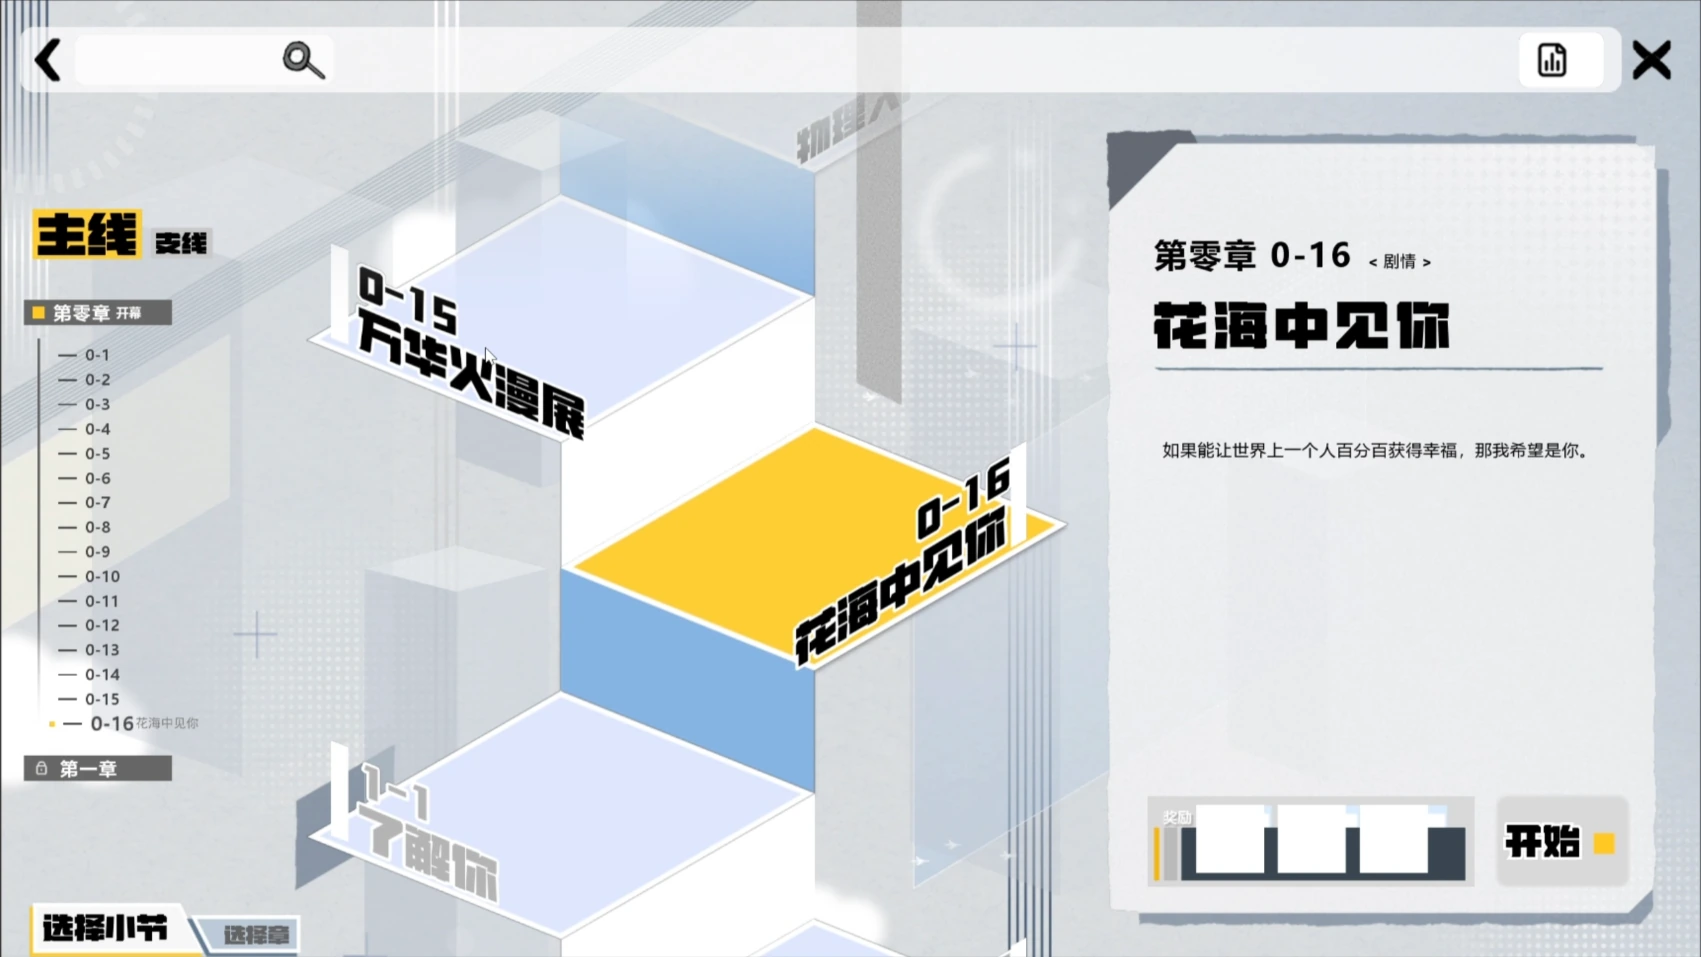 主线 支线
第零章 开幕
0-1
0-2
0-3
0-4
0-5
0-6
0-7
0-8
0-9
0-10
0-11
0-12
0-13
0-14
0-15
0-16 花海中见你
第一章
选择小节 选择章
物理
0-15
万华火漫展
0-16
花海中见你
1-1
了解你
第零章 0-16 < 剧情 >
花海中见你
如果能让世界上一个人百分百获得幸福，那我希望是你。
奖励
开始